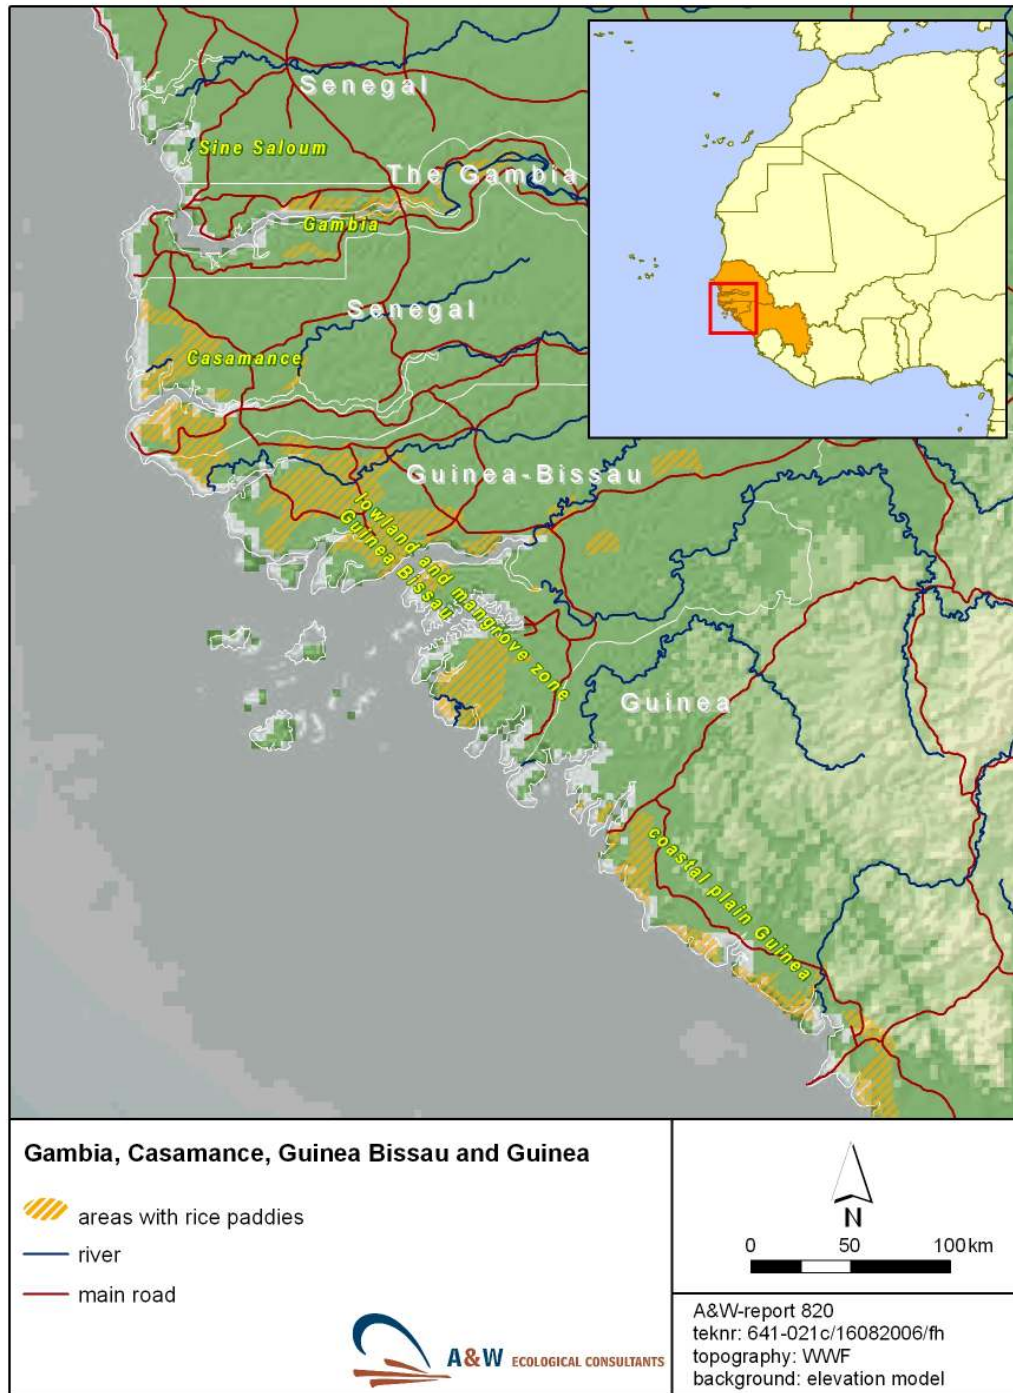 Senegal
Sine Saloum
The Gambia
Gambia
Senegal
Casamance
Guinea-Bissau
lowland and mangrove zone
Guinea Bissau
Guinea
coastal plain Guinea
Gambia, Casamance, Guinea Bissau and Guinea
areas with rice paddies
river
main road
A&W ECOLOGICAL CONSULTANTS
N
0 50 100km
A&W-report 820
teknr: 641-021c/16082006/fh
topography: WWF
background: elevation model